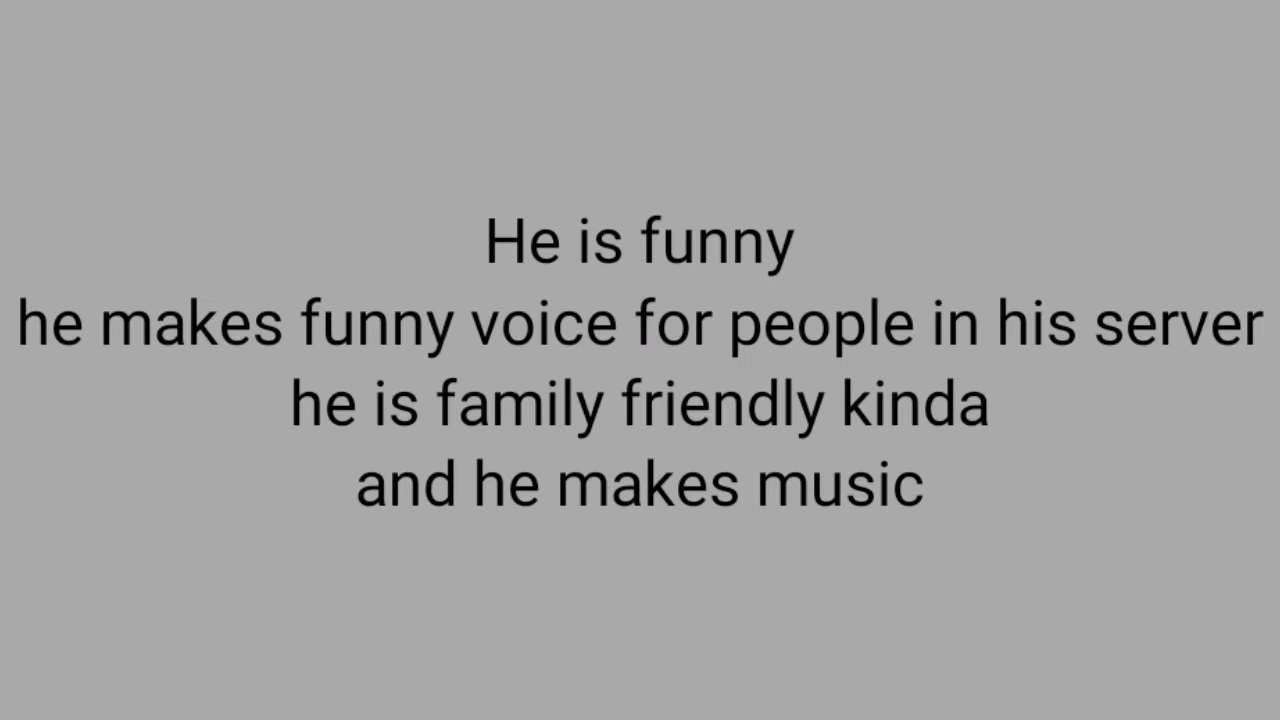 He is funny
he makes funny voice for people in his server
he is family friendly kinda
and he makes music